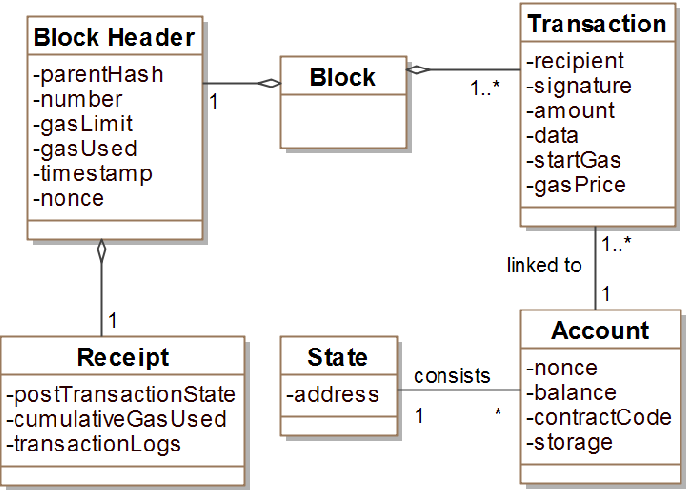 Block Header
-parentHash
-number
-gasLimit
-gasUsed
-timestamp
-nonce
1
Block
1..*
Transaction
-recipient
-signature
-amount
-data
-startGas
-gasPrice
1..*
linked to
1
1
Receipt
-postTransactionState
-cumulativeGasUsed
-transactionLogs
State
-address
consists
1
*
Account
-nonce
-balance
-contractCode
-storage